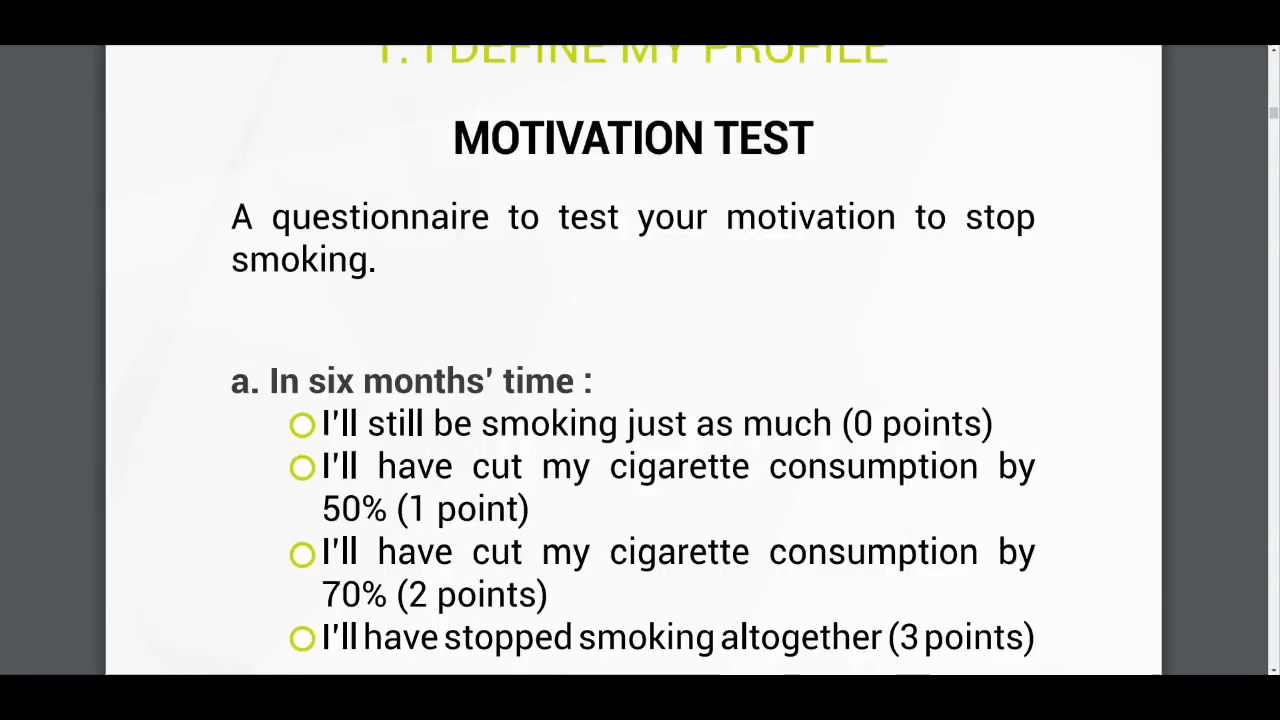 1. I DEFINE MY PROFILE
MOTIVATION TEST
A questionnaire to test your motivation to stop
smoking.
a. In six months' time :
I'll still be smoking just as much (0 points)
I'll have cut my cigarette consumption by
50% (1 point)
I'll have cut my cigarette consumption by
70% (2 points)
I'll have stopped smoking altogether (3 points)